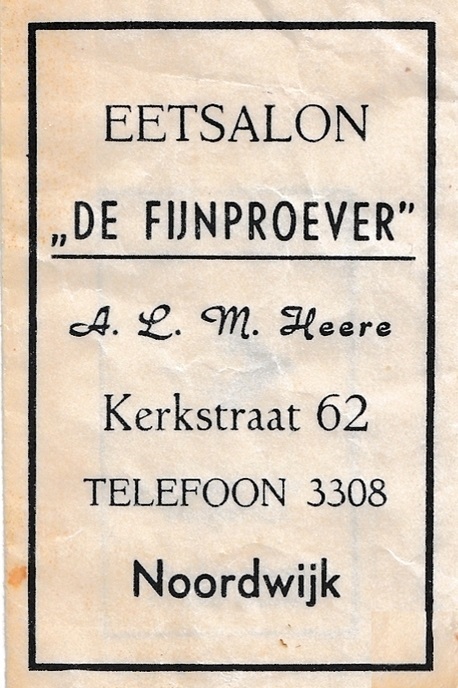 EETSALON
„DE FIJNPROEVER”
A. L. M. Heere
Kerkstraat 62
TELEFOON 3308
Noordwijk